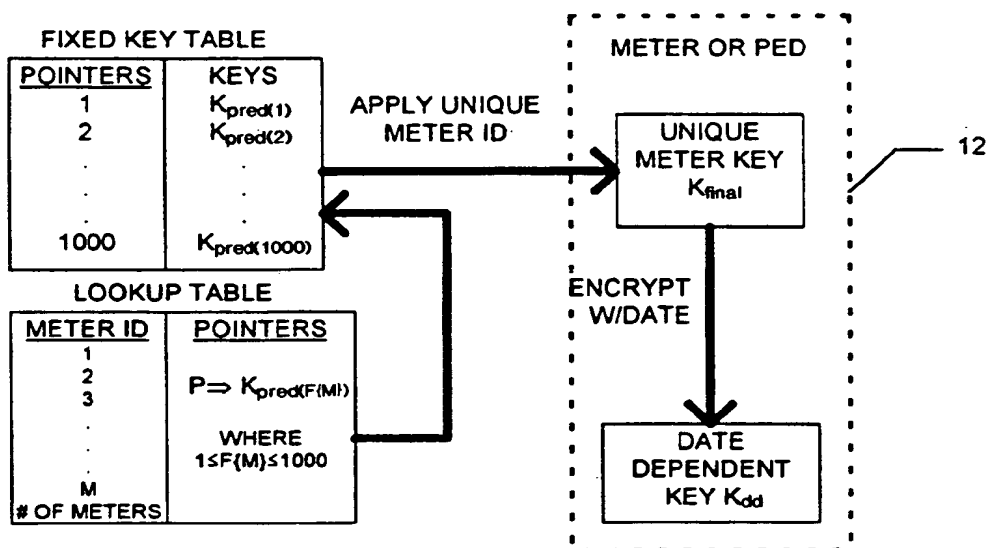 FIXED KEY TABLE
POINTERS KEYS
1 Kpred(1)
2 Kpred(2)
. .
. .
. .
1000 Kpred(1000)
APPLY UNIQUE
METER ID
METER OR PED
UNIQUE
METER KEY
Kfinal
12
ENCRYPT
W/DATE
DATE
DEPENDENT
KEY Kdd
LOOKUP TABLE
METER ID POINTERS
1
2
3
P⇒ Kpred(F{M})
.
.
.
WHERE
1≤F{M}≤1000
M
# OF METERS